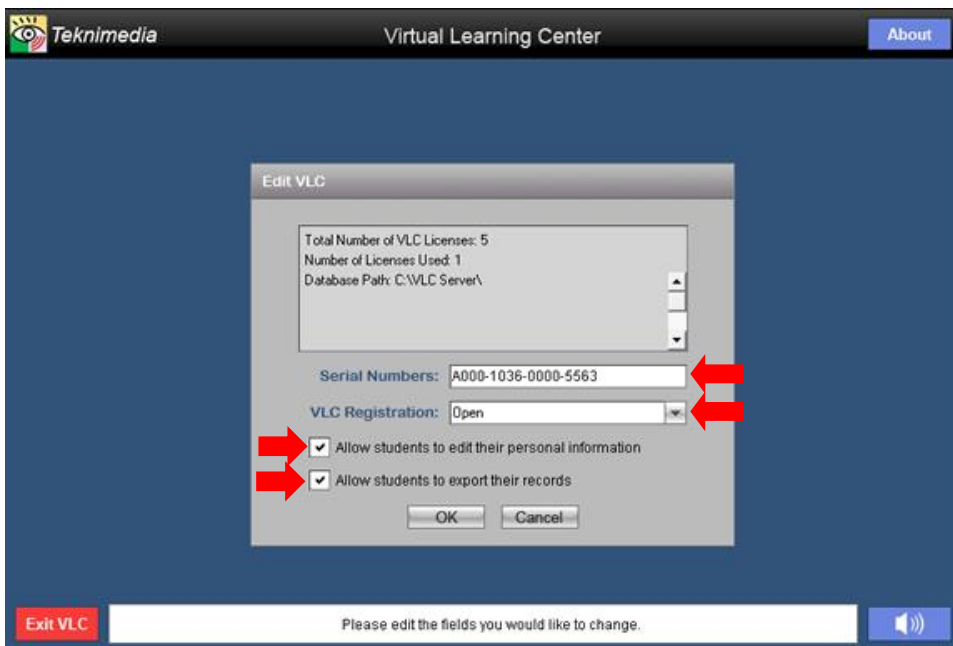 Teknimedia Virtual Learning Center About
Edit VLC
Total Number of VLC Licenses: 5
Number of Licenses Used: 1
Database Path: C:\VLC Server\
Serial Numbers: A000-1036-0000-5563
VLC Registration: Open
Allow students to edit their personal information
Allow students to export their records
OK Cancel
Exit VLC Please edit the fields you would like to change.